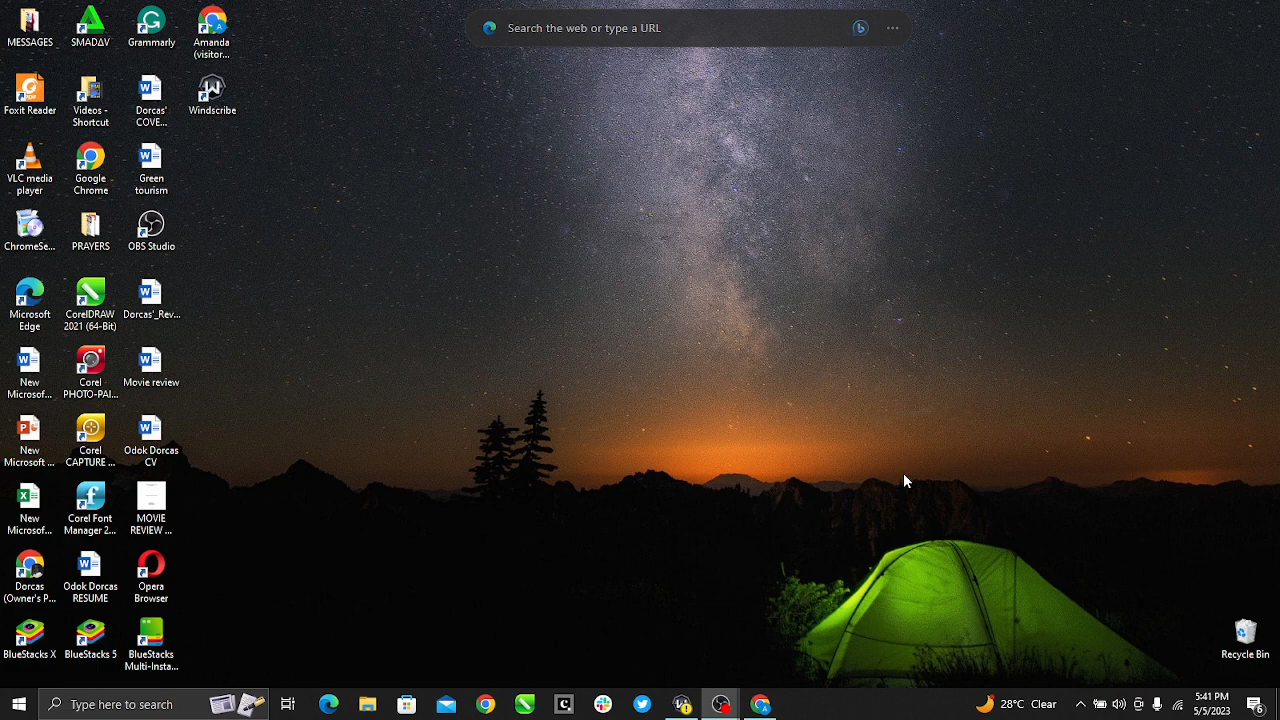 Search the web or type a URL
MESSAGES
SMADΔV
Grammarly
Amanda
(visitor...
Foxit Reader
Videos -
Shortcut
Dorcas'
COVE...
Windscribe
VLC media
player
Google
Chrome
Green
tourism
ChromeSe...
PRAYERS
OBS Studio
Microsoft
Edge
CorelDRAW
2021 (64-Bit)
Dorcas'_Rev...
New
Microsof...
Corel
PHOTO-PAI...
Movie review
New
Microsof...
Corel
CAPTURE ...
Odok Dorcas
CV
New
Microsof...
Corel Font
Manager 2...
MOVIE
REVIEW ...
Dorcas
(Owner's P...
Odok Dorcas
RESUME
Opera
Browser
BlueStacks X
BlueStacks 5
BlueStacks
Multi-Insta...
Recycle Bin
Type here to search
28°C Clear
5:41 PM
5/5/2023